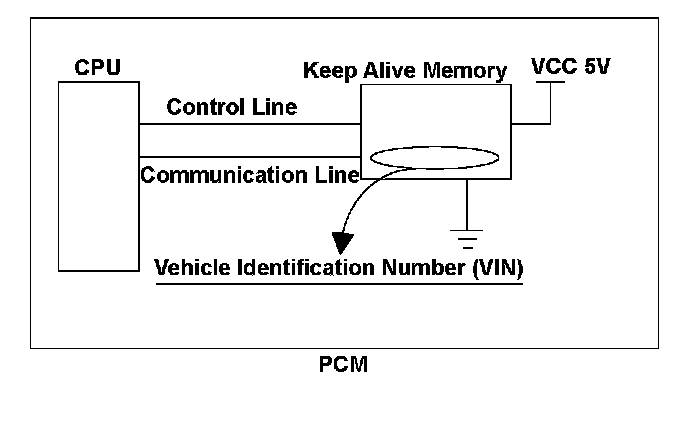 CPU
Keep Alive Memory
VCC 5V
Control Line
Communication Line
Vehicle Identification Number (VIN)
PCM